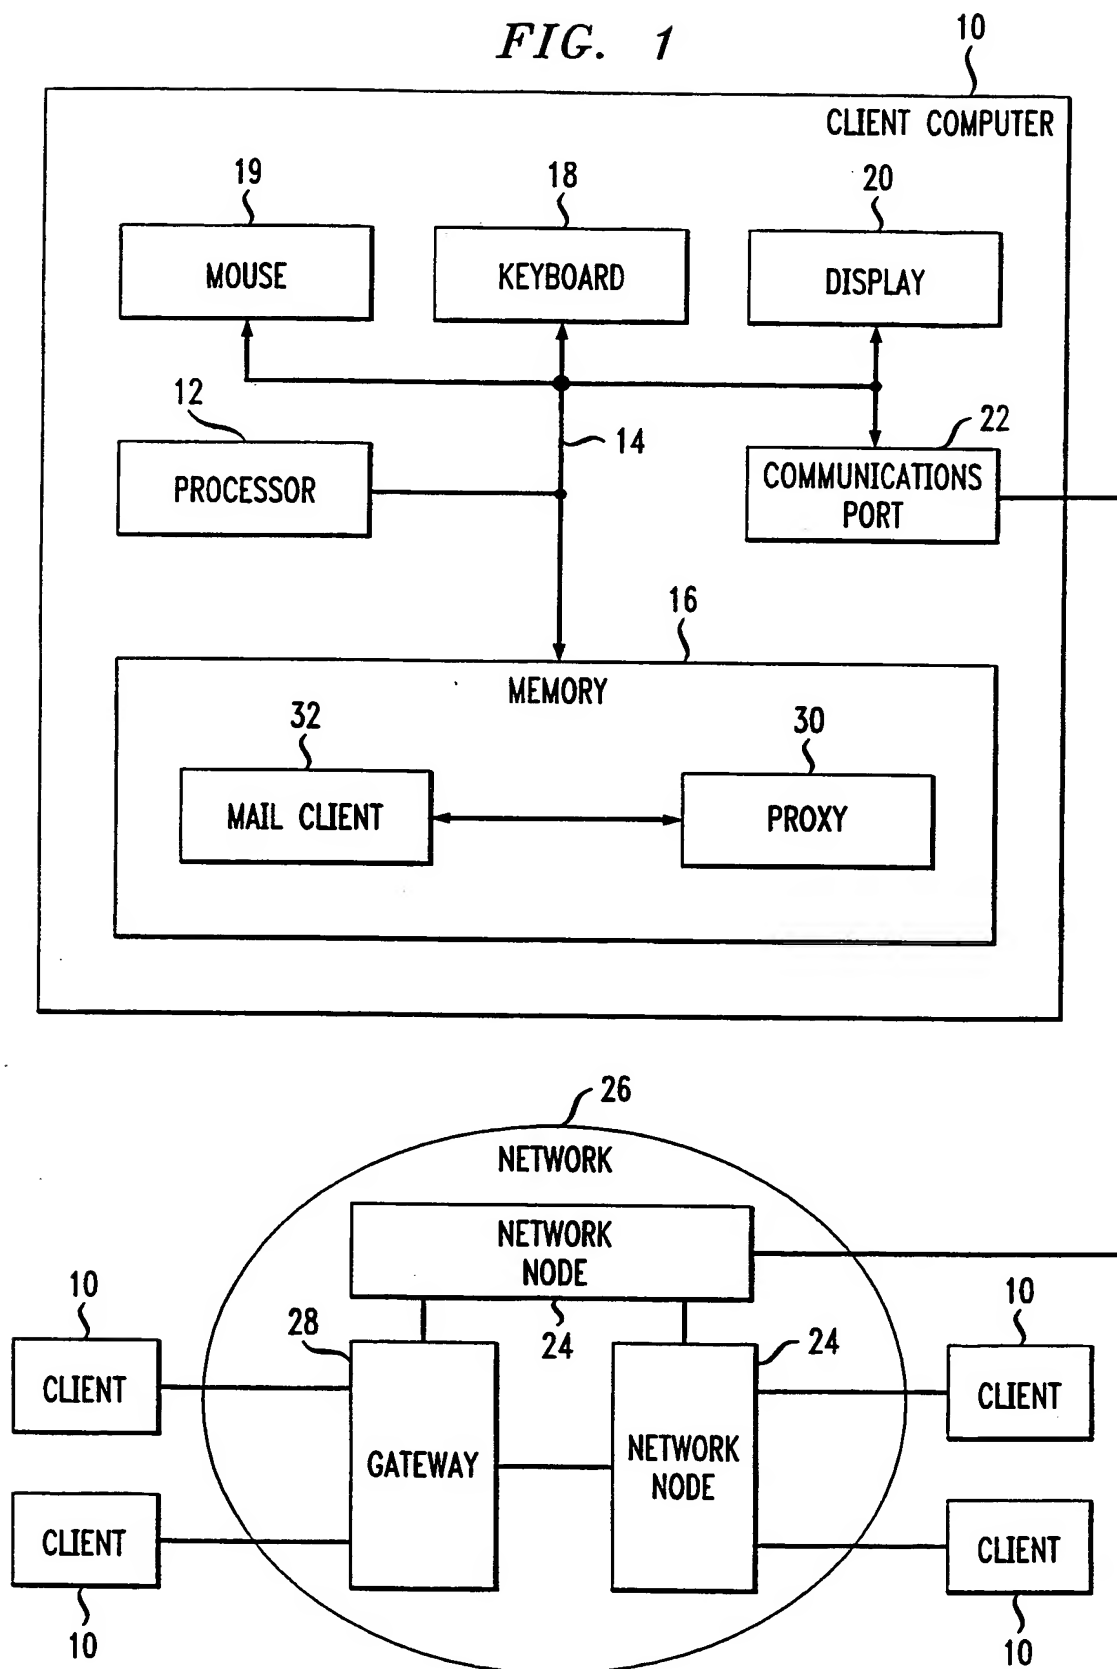 FIG. 1
10
CLIENT COMPUTER
19
18
20
MOUSE
KEYBOARD
DISPLAY
12
14
22
PROCESSOR
COMMUNICATIONS
PORT
16
MEMORY
32
30
MAIL CLIENT
PROXY
26
NETWORK
NETWORK
NODE
10
28
24
24
10
CLIENT
CLIENT
GATEWAY
NETWORK
NODE
CLIENT
CLIENT
10
10